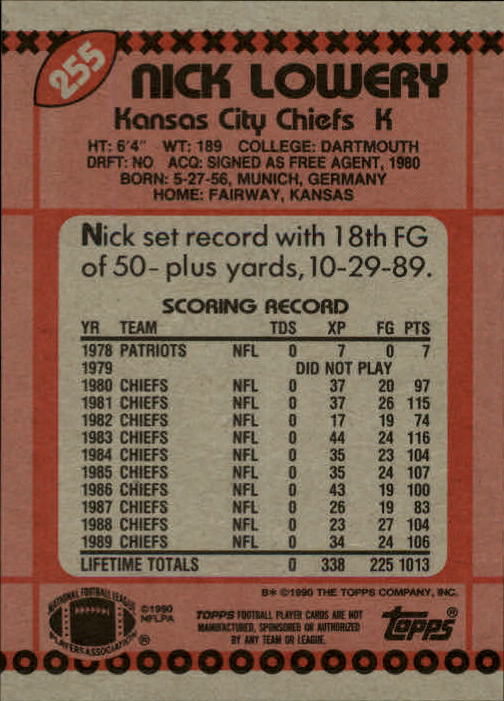 255
NICK LOWERY
Kansas City Chiefs K
HT: 6'4" WT: 189 COLLEGE: DARTMOUTH
DRFT: NO ACQ: SIGNED AS FREE AGENT, 1980
BORN: 5-27-56, MUNICH, GERMANY
HOME: FAIRWAY, KANSAS
Nick set record with 18th FG
of 50- plus yards, 10-29-89.
SCORING RECORD
YR TEAM TDS XP FG PTS
1978 PATRIOTS NFL 0 7 0 7
1979 DID NOT PLAY
1980 CHIEFS NFL 0 37 20 97
1981 CHIEFS NFL 0 37 26 115
1982 CHIEFS NFL 0 17 19 74
1983 CHIEFS NFL 0 44 24 116
1984 CHIEFS NFL 0 35 23 104
1985 CHIEFS NFL 0 35 24 107
1986 CHIEFS NFL 0 43 19 100
1987 CHIEFS NFL 0 26 19 83
1988 CHIEFS NFL 0 23 27 104
1989 CHIEFS NFL 0 34 24 106
LIFETIME TOTALS 0 338 225 1013
B* ©1990 THE TOPPS COMPANY, INC.
NATIONAL FOOTBALL LEAGUE
PLAYERS ASSOCIATION ®
©1990
NFLPA
TOPPS FOOTBALL PLAYER CARDS ARE NOT
MANUFACTURED, SPONSORED OR AUTHORIZED
BY ANY TEAM OR LEAGUE.
topps ®